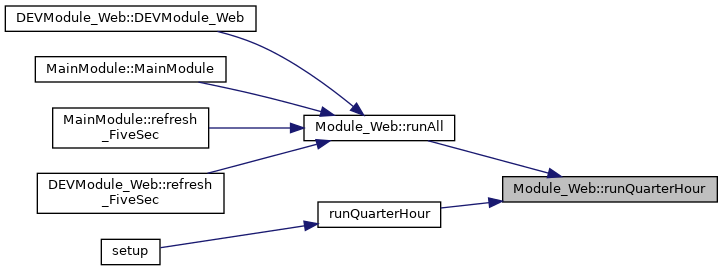 DEVModule_Web::DEVModule_Web
MainModule::MainModule
MainModule::refresh
_FiveSec
Module_Web::runAll
DEVModule_Web::refresh
_FiveSec
Module_Web::runQuarterHour
runQuarterHour
setup